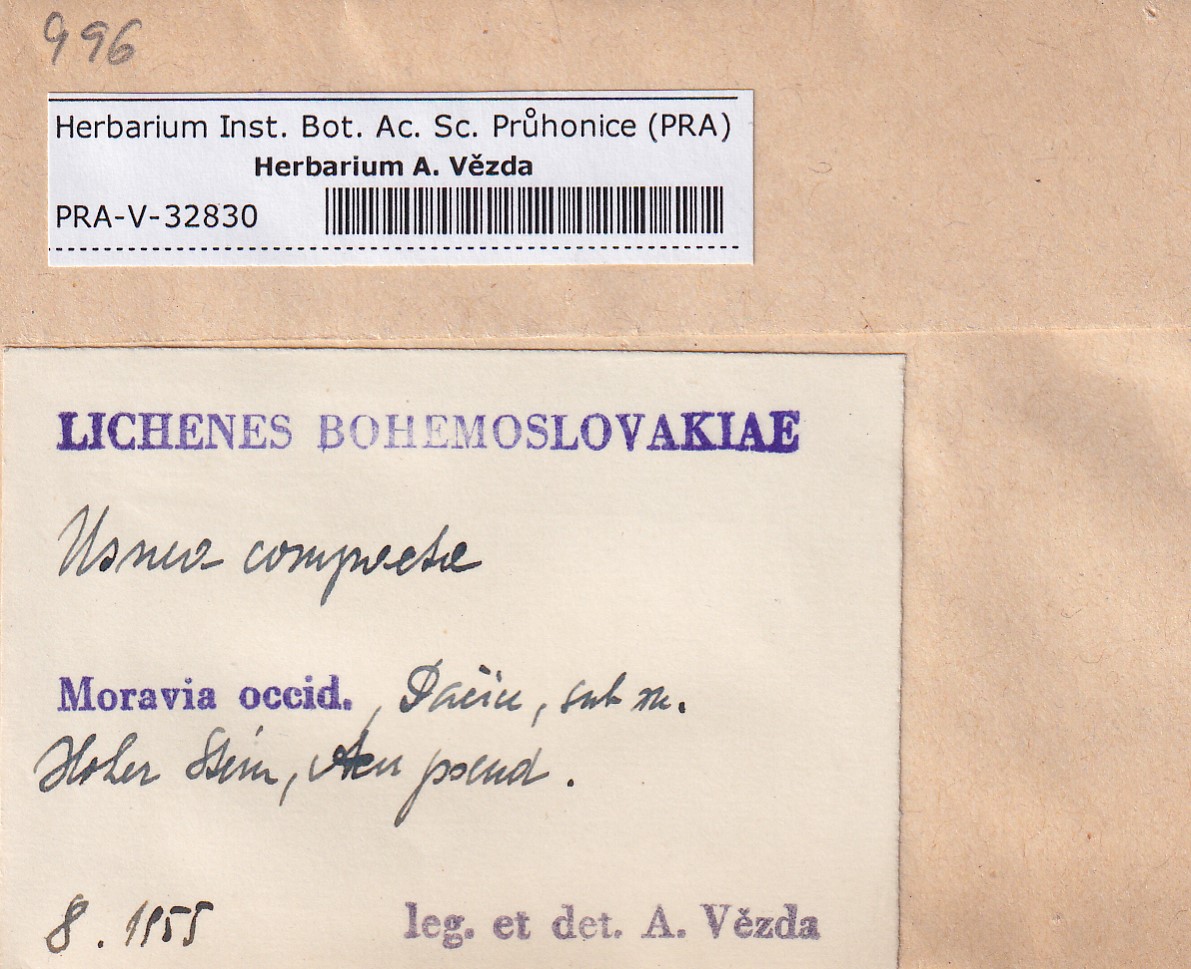 996
Herbarium Inst. Bot. Ac. Sc. Průhonice (PRA)
Herbarium A. Vězda
PRA-V-32830
LICHENES BOHEMOSLOVAKIAE
Usnea compacta
Moravia occid., Dačice, sub m.
Hoher Stein, Acer pseud.
8. 1955
leg. et det. A. Vězda